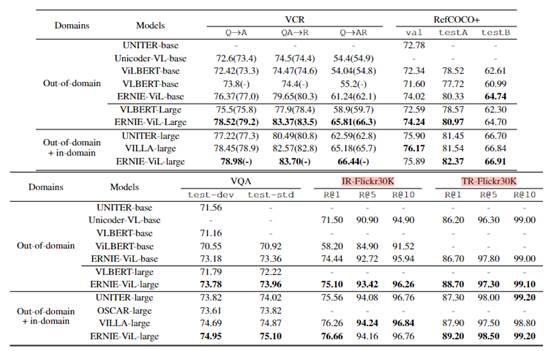 Domains Models VCR RefCOCO+
Q→A QA→R Q→AR val testA testB
Out-of-domain
UNITER-base - - - 72.78 - -
Unicoder-VL-base 72.6(73.4) 74.5(74.4) 54.4(54.9) - - -
ViLBERT-base 72.42(73.3) 74.47(74.6) 54.04(54.8) 72.34 78.52 62.61
VLBERT-base 73.8(-) 74.4(-) 55.2(-) 71.60 77.72 60.99
ERNIE-ViL-base 76.37(77.0) 79.65(80.3) 61.24(62.1) 74.02 80.33 64.74
VLBERT-Large 75.5(75.8) 77.9(78.4) 58.9(59.7) 72.59 78.57 62.30
ERNIE-ViL-Large 78.52(79.2) 83.37(83.5) 65.81(66.3) 74.24 80.97 64.70
Out-of-domain + in-domain
UNITER-large 77.22(77.3) 80.49(80.8) 62.59(62.8) 75.90 81.45 66.70
VILLA-large 78.45(78.9) 82.57(82.8) 65.18(65.7) 76.17 81.54 66.84
ERNIE-ViL-large 78.98(-) 83.70(-) 66.44(-) 75.89 82.37 66.91
Domains Models VQA IR-Flickr30K TR-Flickr30K
test-dev test-std R@1 R@5 R@10 R@1 R@5 R@10
Out-of-domain
UNITER-base 71.56 - - - - - -
Unicoder-VL-base - - 71.50 90.90 94.90 86.20 96.30 99.00
VLBERT-base 71.16 - - - - - - -
ViLBERT-base 70.55 70.92 58.20 84.90 91.52 - - -
ERNIE-ViL-base 73.18 73.36 74.44 92.72 95.94 86.70 97.80 99.00
VLBERT-large 71.79 72.22 - - - - - -
ERNIE-ViL-large 73.78 73.96 75.10 93.42 96.26 88.70 97.30 99.10
Out-of-domain + in-domain
UNITER-large 73.82 74.02 75.56 94.08 96.76 87.30 98.00 99.20
OSCAR-large 73.61 73.82 - - - - - -
VILLA-large 74.69 74.87 76.26 94.24 96.84 87.90 97.50 98.80
ERNIE-ViL-large 74.95 75.10 76.66 94.16 96.76 89.20 98.50 99.20